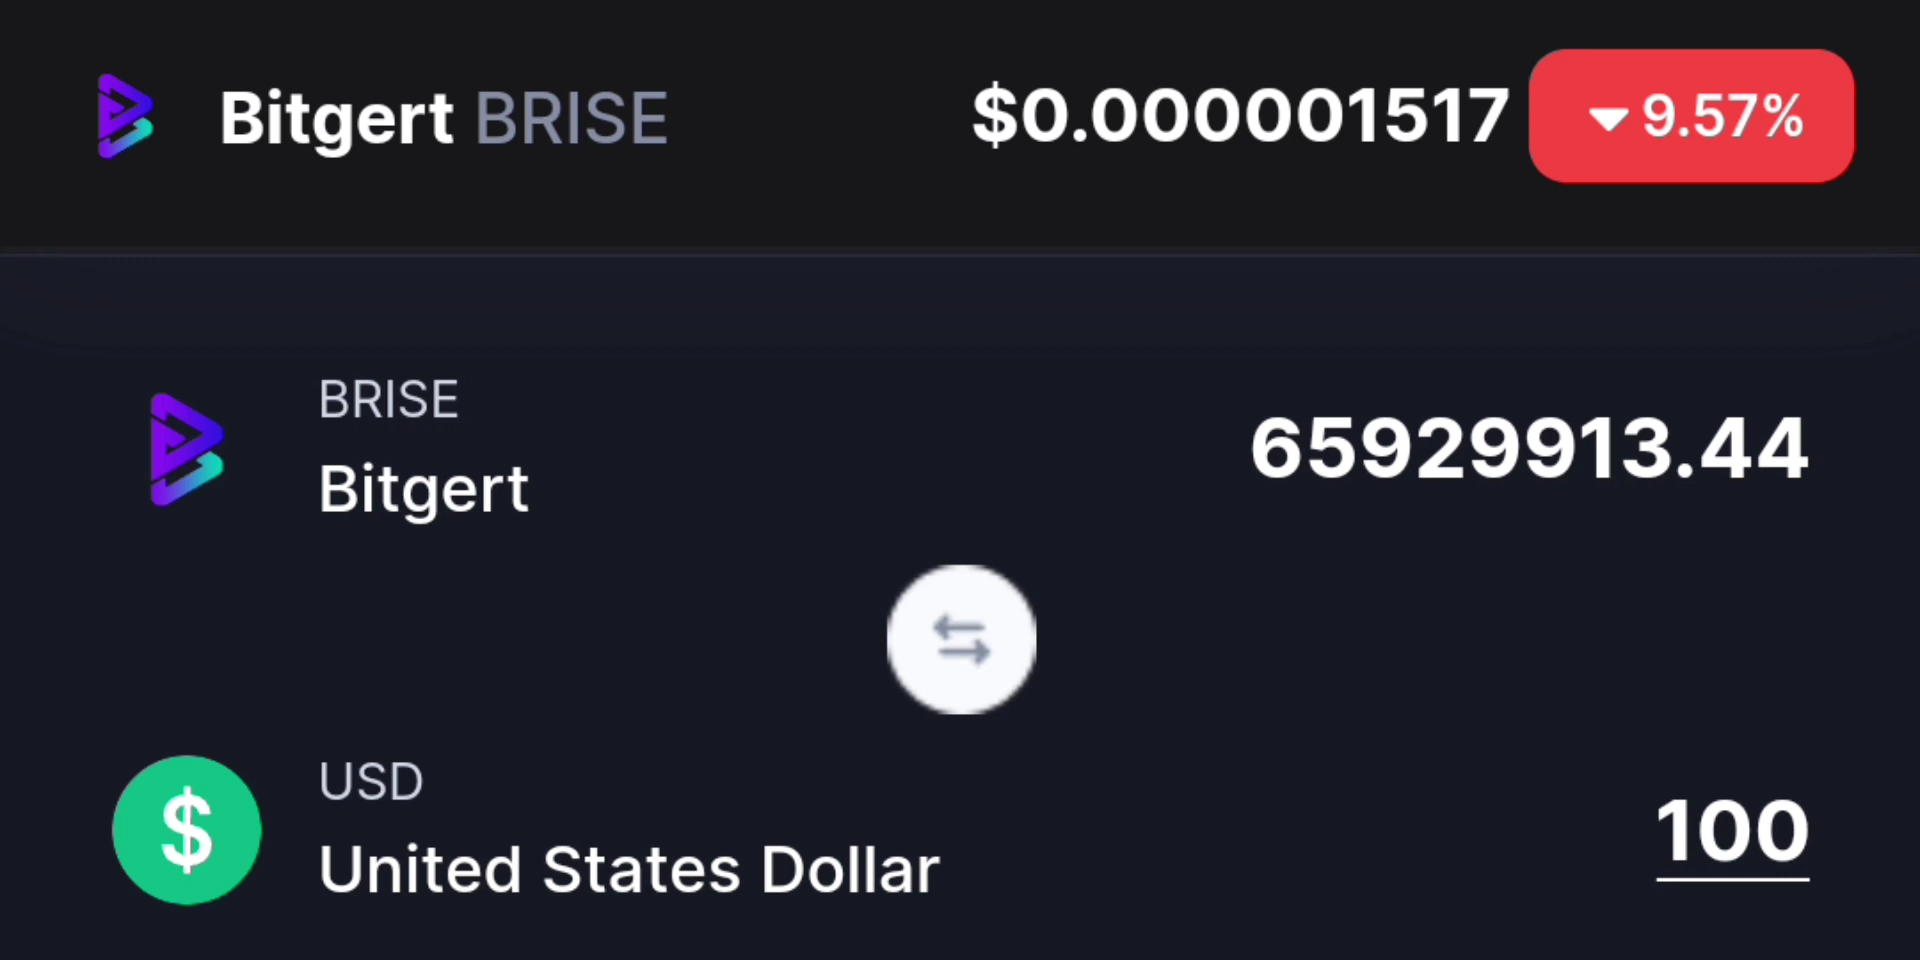 Bitgert BRISE $0.000001517 9.57%
BRISE
Bitgert
65929913.44
USD
United States Dollar
100